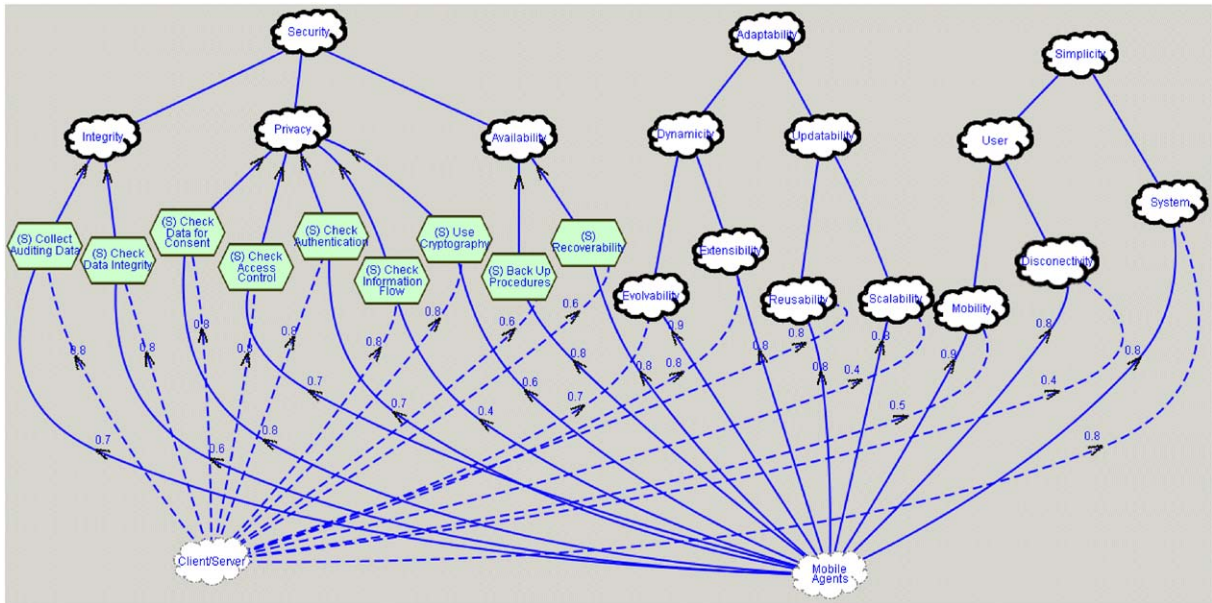 Security
Adaptability
Simplicity
Integrity
Privacy
Availability
Dynamicity
Updatability
User
System
(S) Collect
Auditing Data
(S) Check
Data Integrity
(S) Check
Data for
Consent
(S) Check
Access
Control
(S) Check
Authentication
(S) Check
Information
Flow
(S) Use
Cryptography
(S) Back Up
Procedures
(S)
Recoverability
Evolvability
Extensibility
Reusability
Scalability
Mobility
Disconectivity
0.8
0.8
0.8
0.8
0.8
0.8
0.8
0.6
0.6
0.9
0.8
0.8
0.8
0.8
0.8
0.8
0.8
0.8
0.8
0.4
0.9
0.8
0.8
0.7
0.6
0.7
0.4
0.5
0.4
0.7
0.6
0.8
0.7
0.8
Client/Server
Mobile
Agents